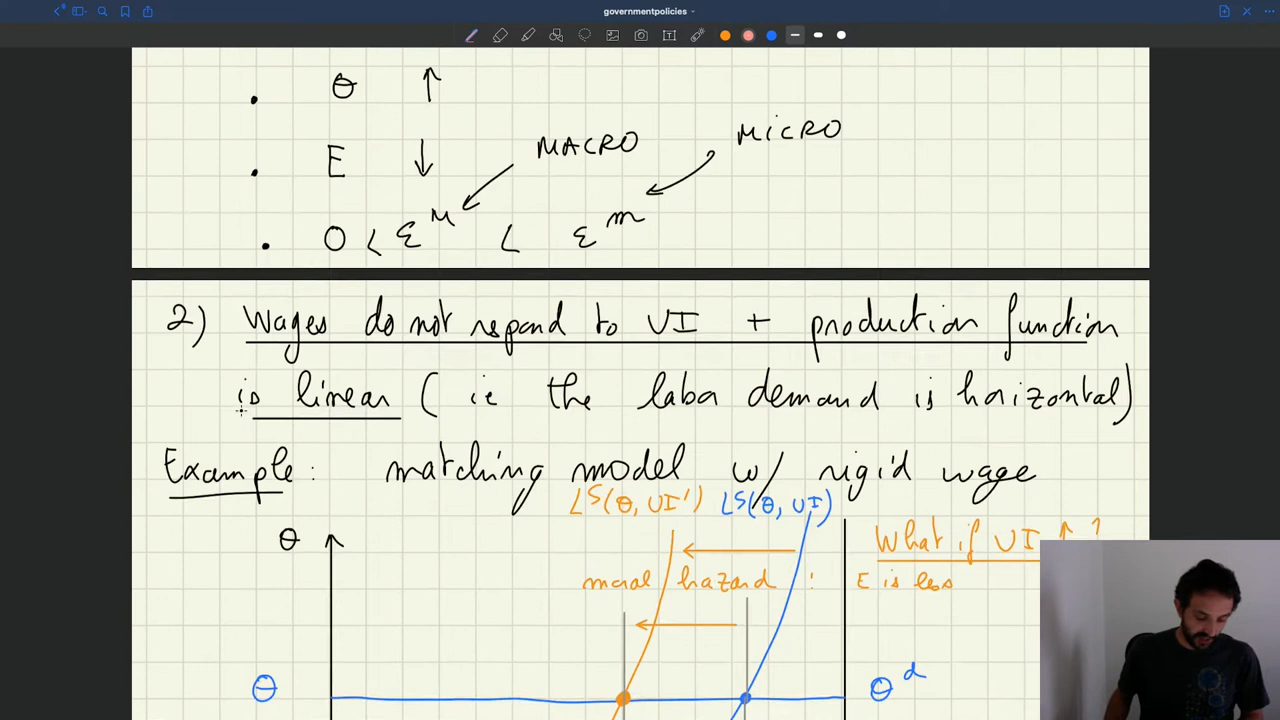 governmentpolicies
• θ ↑
• E ↓ MACRO MICRO
• 0 < ε^M < ε^m
2) Wages do not respond to UI + production function
is linear (ie the labor demand is horizontal)
Example: matching model w/ rigid wage
L^S(θ, UI') L^S(θ, UI)
θ What if UI ↑ ?
moral hazard : E is less
θ θ^d